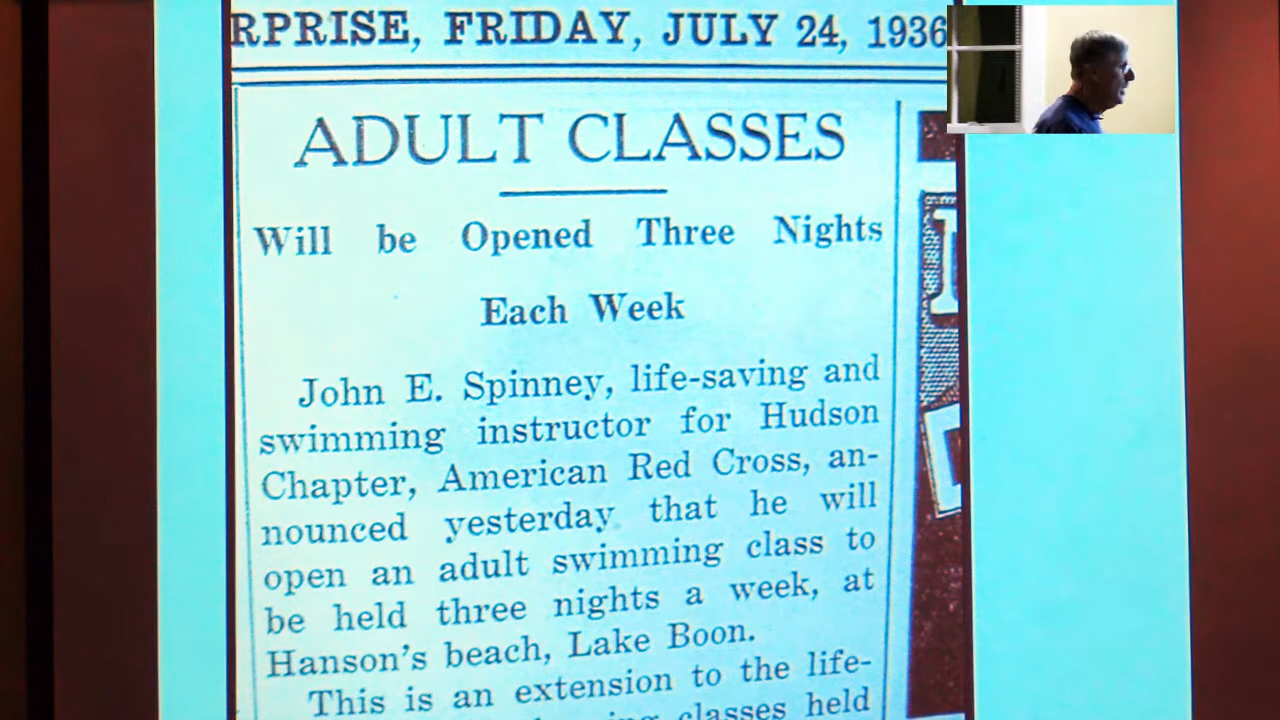 RPRISE, FRIDAY, JULY 24, 1936
ADULT CLASSES
Will be Opened Three Nights
Each Week
John E. Spinney, life-saving and
swimming instructor for Hudson
Chapter, American Red Cross, an-
nounced yesterday that he will
open an adult swimming class to
be held three nights a week, at
Hanson's beach, Lake Boon.
This is an extension to the life-
classes held